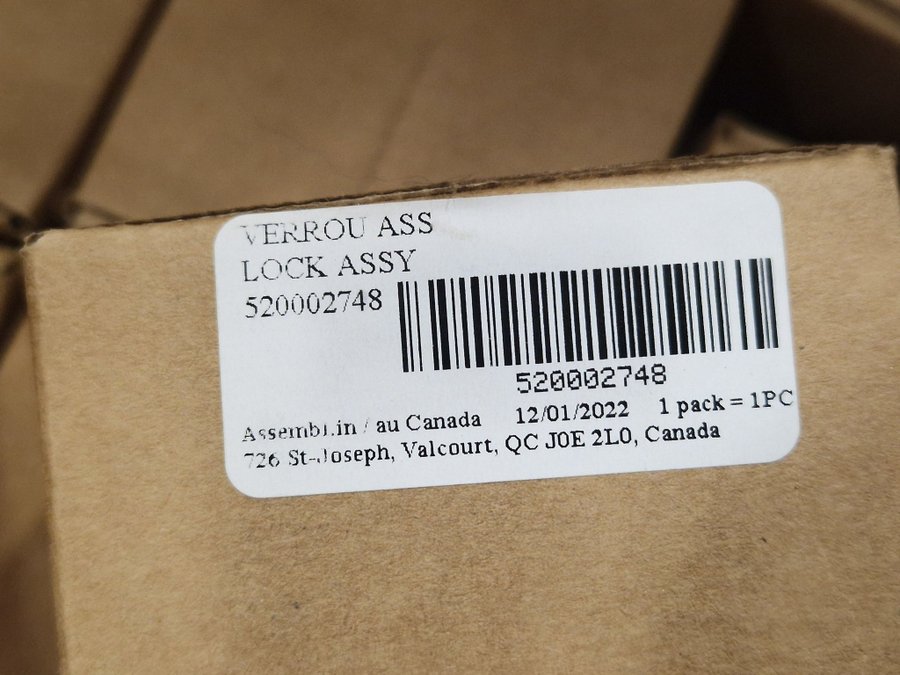 VERROU ASS
LOCK ASSY
520002748
520002748
Assembl.in / au Canada 12/01/2022 1 pack = 1PC
726 St-Joseph, Valcourt, QC J0E 2L0, Canada